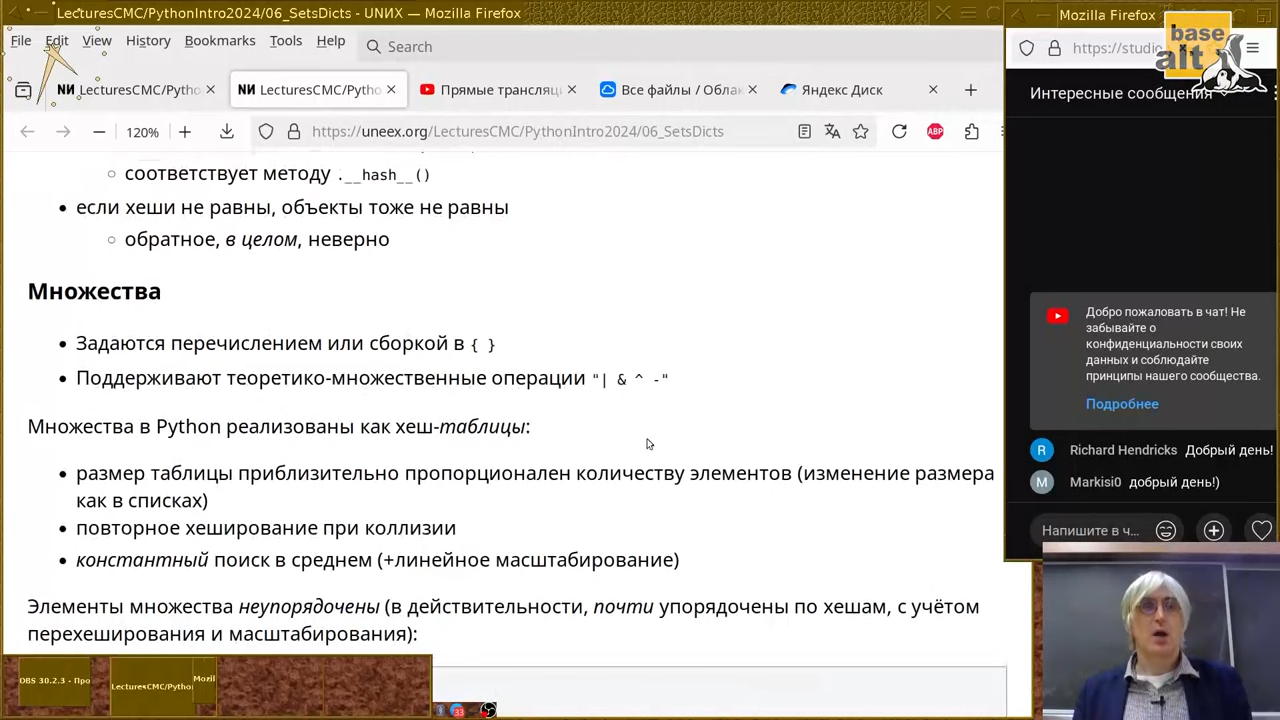 LecturesCMC/PythonIntro2024/06_SetsDicts - UNИX — Mozilla Firefox
Mozilla Firefox
File Edit View History Bookmarks Tools Help
Search
https://studio.
base
alt
NИ LecturesCMC/Pytho
NИ LecturesCMC/Pytho
Прямые трансляц
Все файлы / Облак
Яндекс Диск
Интересные сообщения
120%
https://uneex.org/LecturesCMC/PythonIntro2024/06_SetsDicts
ABP
соответствует методу .__hash__()
если хеши не равны, объекты тоже не равны
обратное, в целом, неверно
Множества
Задаются перечислением или сборкой в { }
Поддерживают теоретико-множественные операции "| & ^ -"
Множества в Python реализованы как хеш-таблицы:
размер таблицы приблизительно пропорционален количеству элементов (изменение размера
как в списках)
повторное хеширование при коллизии
константный поиск в среднем (+линейное масштабирование)
Элементы множества неупорядочены (в действительности, почти упорядочены по хешам, с учётом
перехеширования и масштабирования):
Добро пожаловать в чат! Не
забывайте о
конфиденциальности своих
данных и соблюдайте
принципы нашего сообщества.
Подробнее
R Richard Hendricks Добрый день!
M Markisi0 добрый день!)
Напишите в ч...
OBS 30.2.3 - Про
LecturesCMC/Pytho
Mozil
33